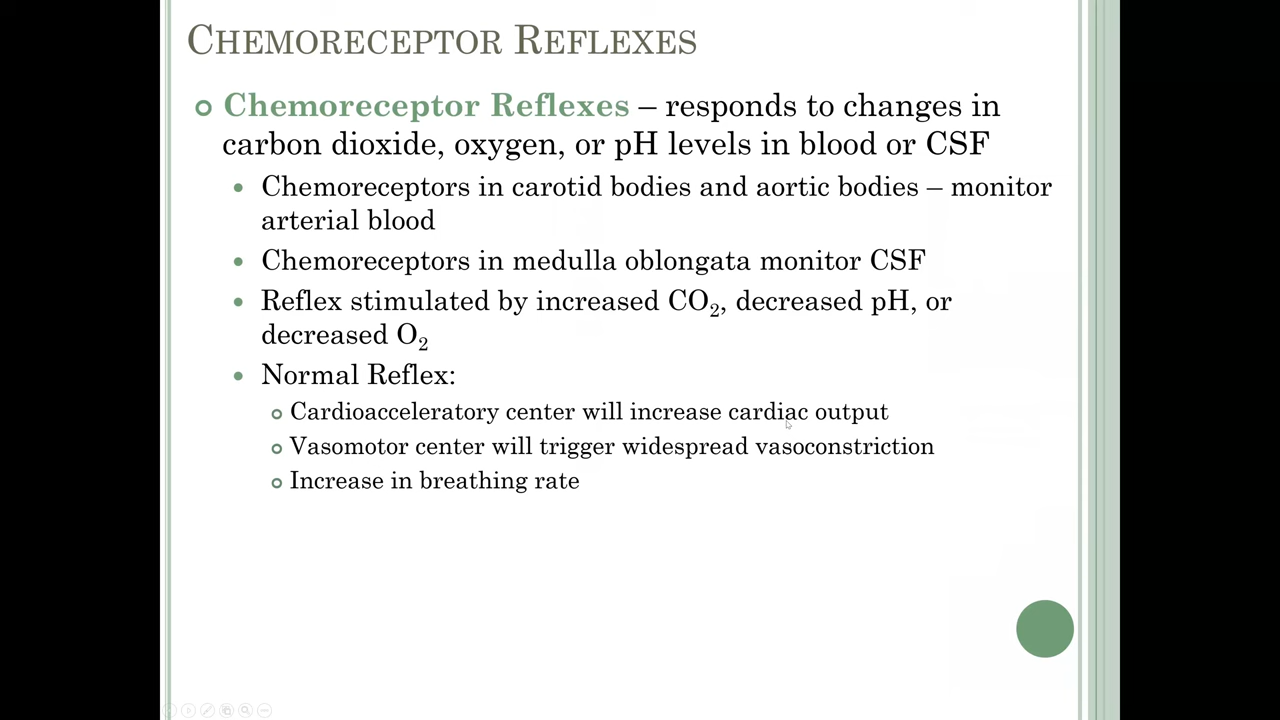 CHEMORECEPTOR REFLEXES
Chemoreceptor Reflexes – responds to changes in
carbon dioxide, oxygen, or pH levels in blood or CSF
Chemoreceptors in carotid bodies and aortic bodies – monitor
arterial blood
Chemoreceptors in medulla oblongata monitor CSF
Reflex stimulated by increased CO₂, decreased pH, or
decreased O₂
Normal Reflex:
Cardioacceleratory center will increase cardiac output
Vasomotor center will trigger widespread vasoconstriction
Increase in breathing rate